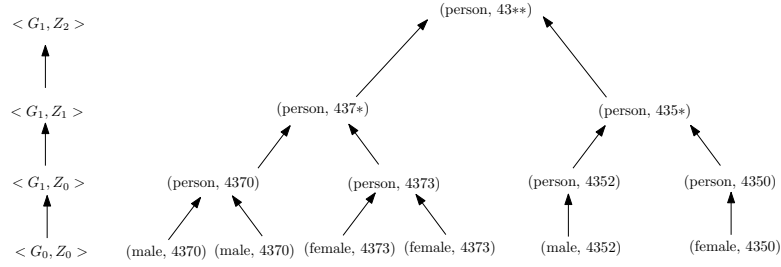 < G₁, Z₂ > (person, 43∗∗)
< G₁, Z₁ > (person, 437∗) (person, 435∗)
< G₁, Z₀ > (person, 4370) (person, 4373) (person, 4352) (person, 4350)
< G₀, Z₀ > (male, 4370) (male, 4370) (female, 4373) (female, 4373) (male, 4352) (female, 4350)